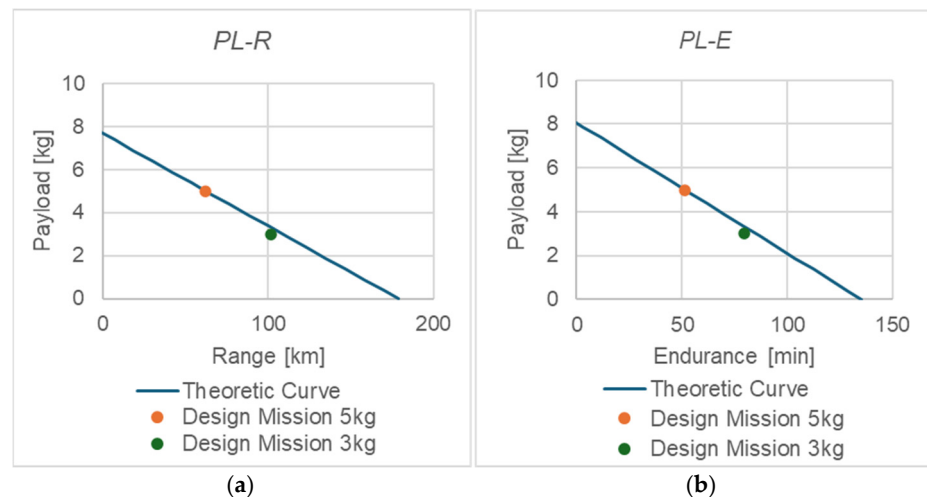 PL-R
10
8
6
4
2
0
Payload [kg]
0 100 200
Range [km]
Theoretic Curve
Design Mission 5kg
Design Mission 3kg
(a)
PL-E
10
8
6
4
2
0
Payload [kg]
0 50 100 150
Endurance [min]
Theoretic Curve
Design Mission 5kg
Design Mission 3kg
(b)